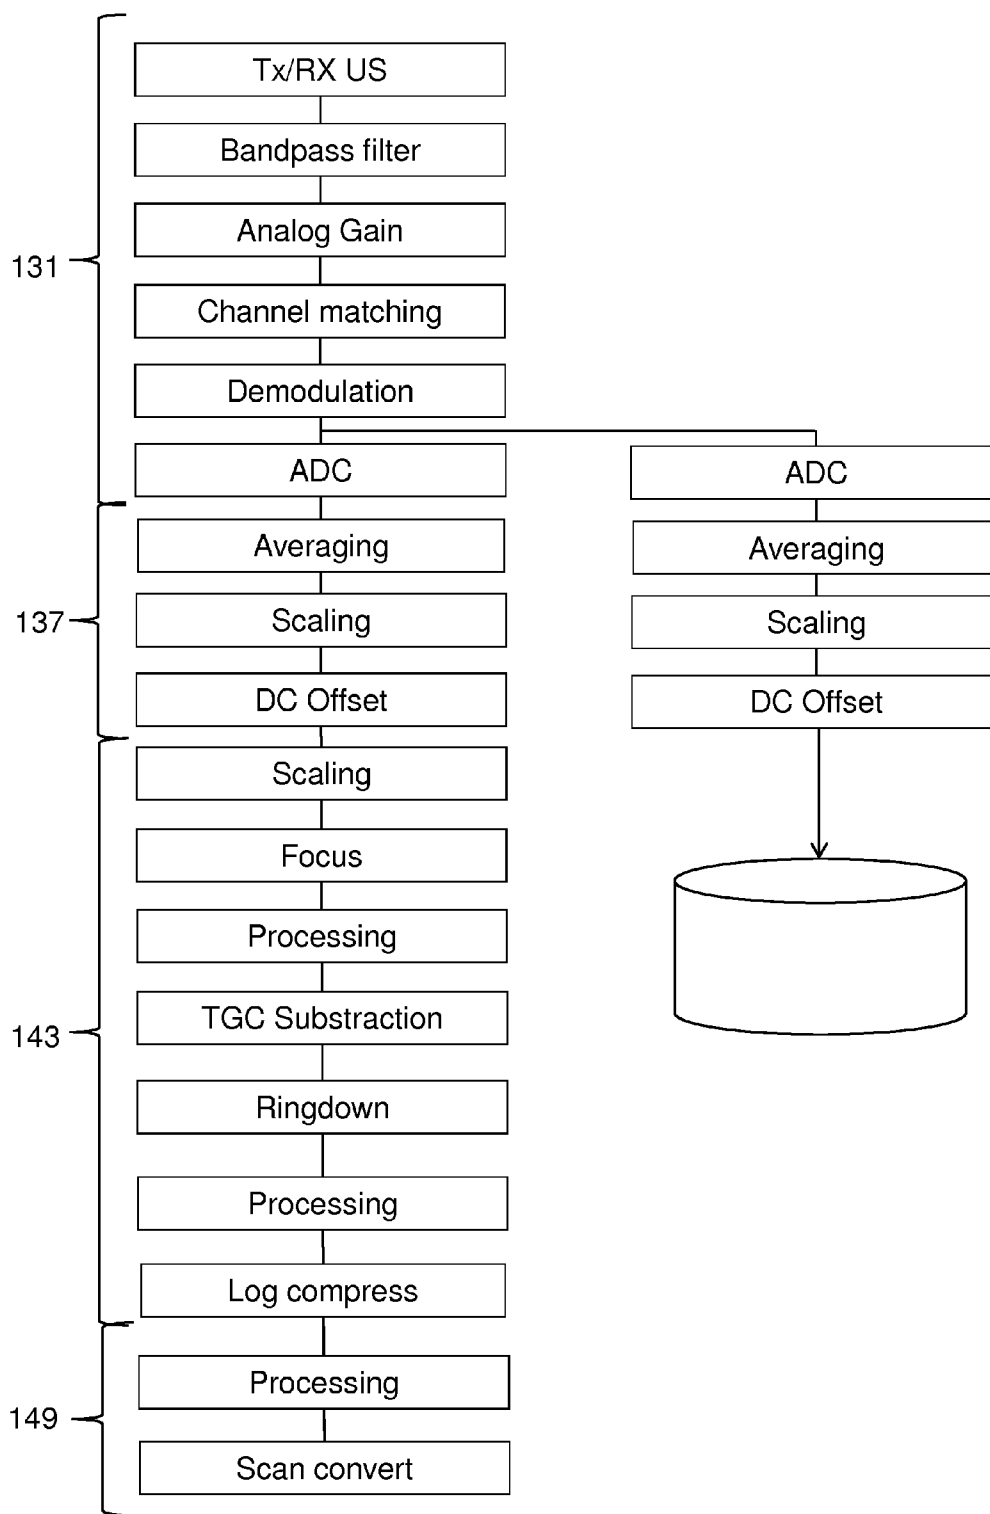 Tx/RX US
Bandpass filter
Analog Gain
131
Channel matching
Demodulation
ADC
ADC
Averaging
Averaging
137
Scaling
Scaling
DC Offset
DC Offset
Scaling
Focus
Processing
TGC Substraction
143
Ringdown
Processing
Log compress
Processing
149
Scan convert